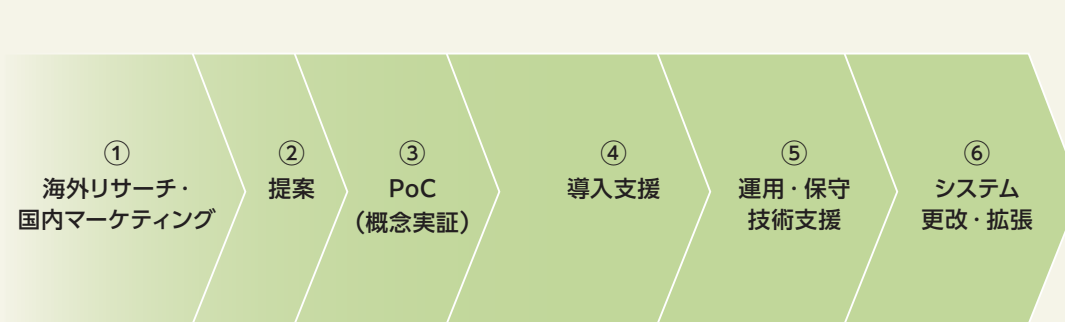 ①
海外リサーチ・
国内マーケティング
②
提案
③
PoC
（概念実証）
④
導入支援
⑤
運用・保守
技術支援
⑥
システム
更改・拡張